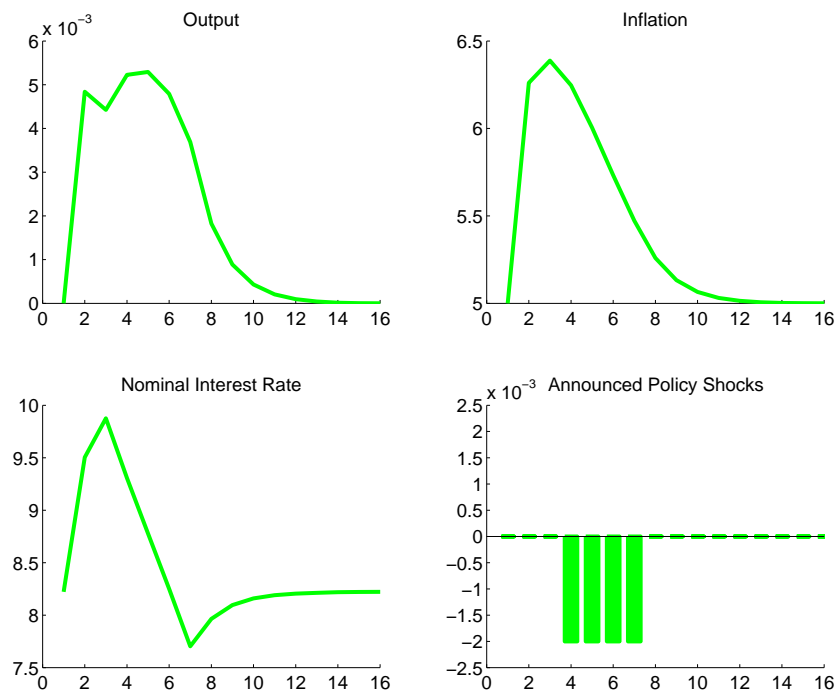 Output
x 10⁻³
6
5
4
3
2
1
0
0 2 4 6 8 10 12 14 16
Inflation
6.5
6
5.5
5
0 2 4 6 8 10 12 14 16
Nominal Interest Rate
10
9.5
9
8.5
8
7.5
0 2 4 6 8 10 12 14 16
Announced Policy Shocks
x 10⁻³
2.5
2
1.5
1
0.5
0
−0.5
−1
−1.5
−2
−2.5
0 2 4 6 8 10 12 14 16